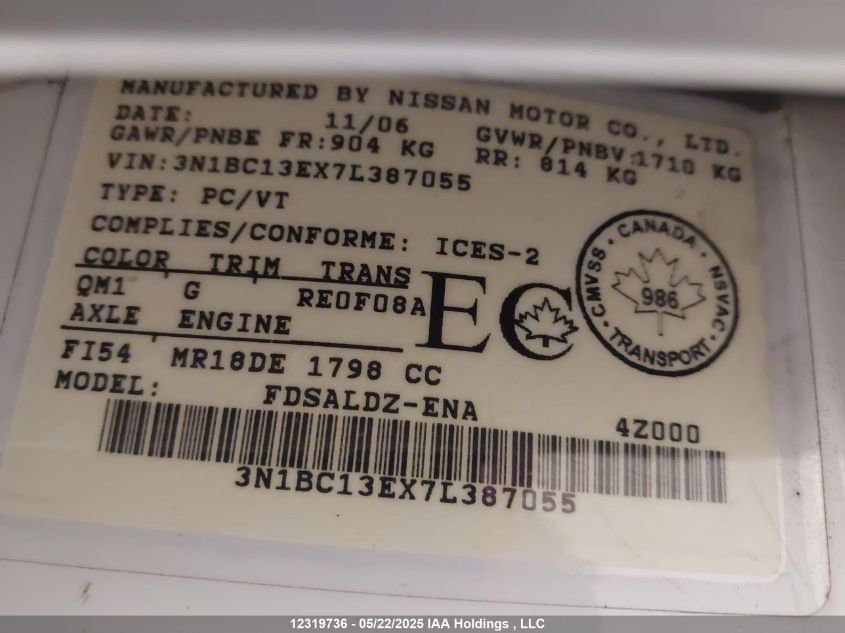 MANUFACTURED BY NISSAN MOTOR CO., LTD.
DATE: 11/06 GVWR/PNBV:1710 KG
GAWR/PNBE FR:904 KG RR: 814 KG
VIN:3N1BC13EX7L387055
TYPE: PC/VT
COMPLIES/CONFORME: ICES-2
COLOR TRIM TRANS
QM1 G RE0F08A
AXLE ENGINE
FI54 MR18DE 1798 CC
EC
CANADA · NSVAC · TRANSPORT · CMVSS ·
986
MODEL: FDSALDZ-ENA
4Z000
3N1BC13EX7L387055
12319736 - 05/22/2025 IAA Holdings , LLC